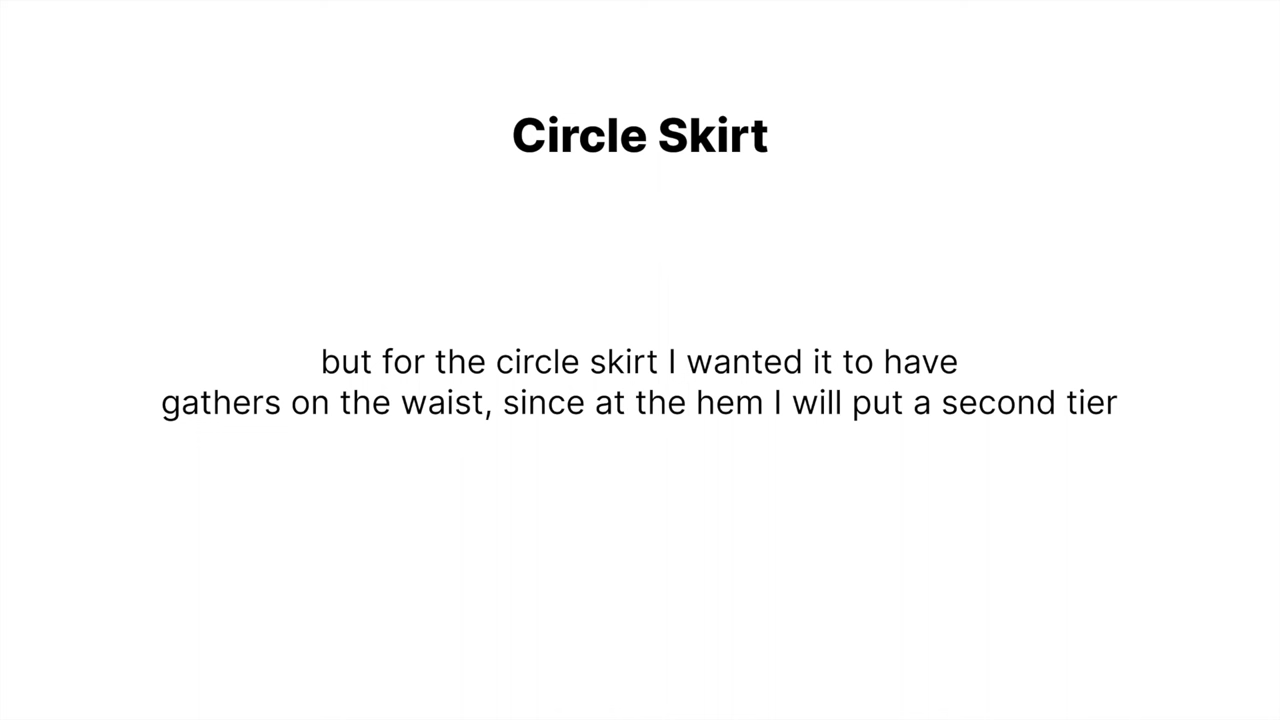 Circle Skirt
but for the circle skirt I wanted it to have
gathers on the waist, since at the hem I will put a second tier